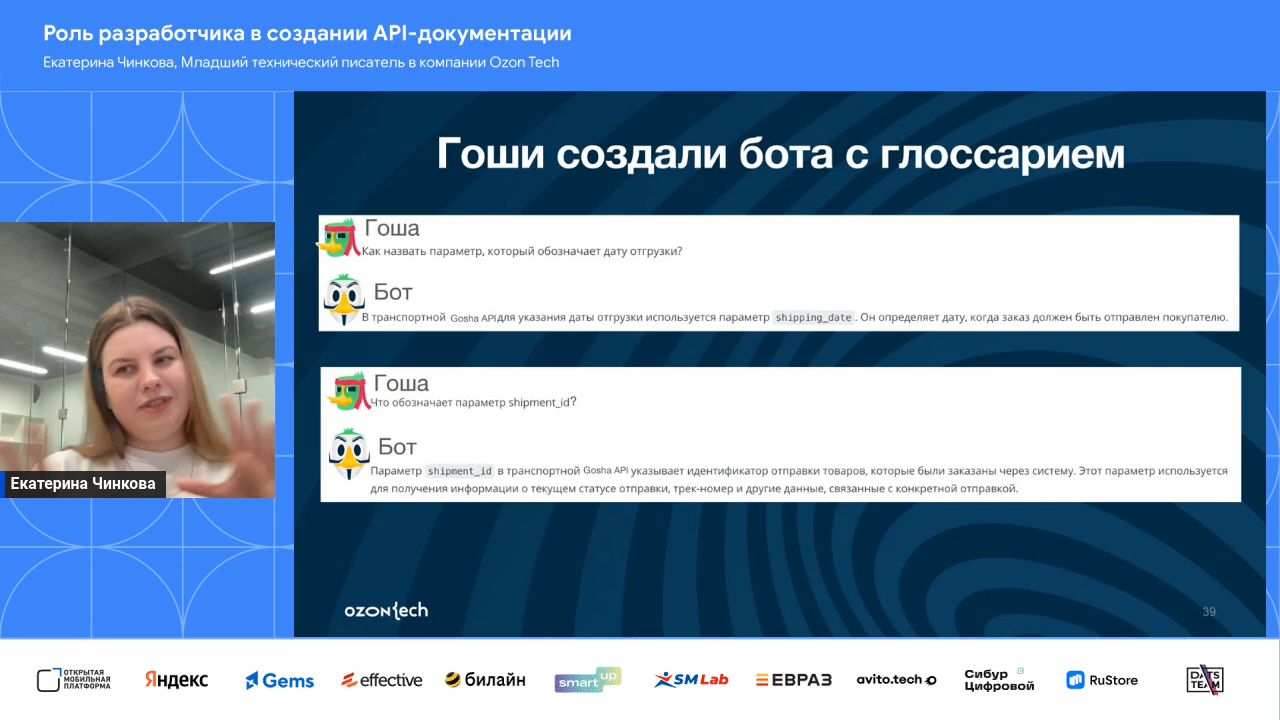 Роль разработчика в создании API-документации
Екатерина Чинкова, Младший технический писатель в компании Ozon Tech
Гоши создали бота с глоссарием
Гоша
Как назвать параметр, который обозначает дату отгрузки?
Бот
В транспортной Gosha API для указания даты отгрузки используется параметр shipping_date . Он определяет дату, когда заказ должен быть отправлен покупателю.
Гоша
Что обозначает параметр shipment_id?
Бот
Параметр shipment_id в транспортной Gosha API указывает идентификатор отправки товаров, которые были заказаны через систему. Этот параметр используется
для получения информации о текущем статусе отправки, трек-номер и другие данные, связанные с конкретной отправкой.
Екатерина Чинкова
ozon{ech
39
ОТКРЫТАЯ
МОБИЛЬНАЯ
ПЛАТФОРМА
Яндекс
Gems
effective
билайн
smart up
SM Lab
ЕВРАЗ
avito.tech
Сибур
Цифровой
RuStore
DATS
TEAM